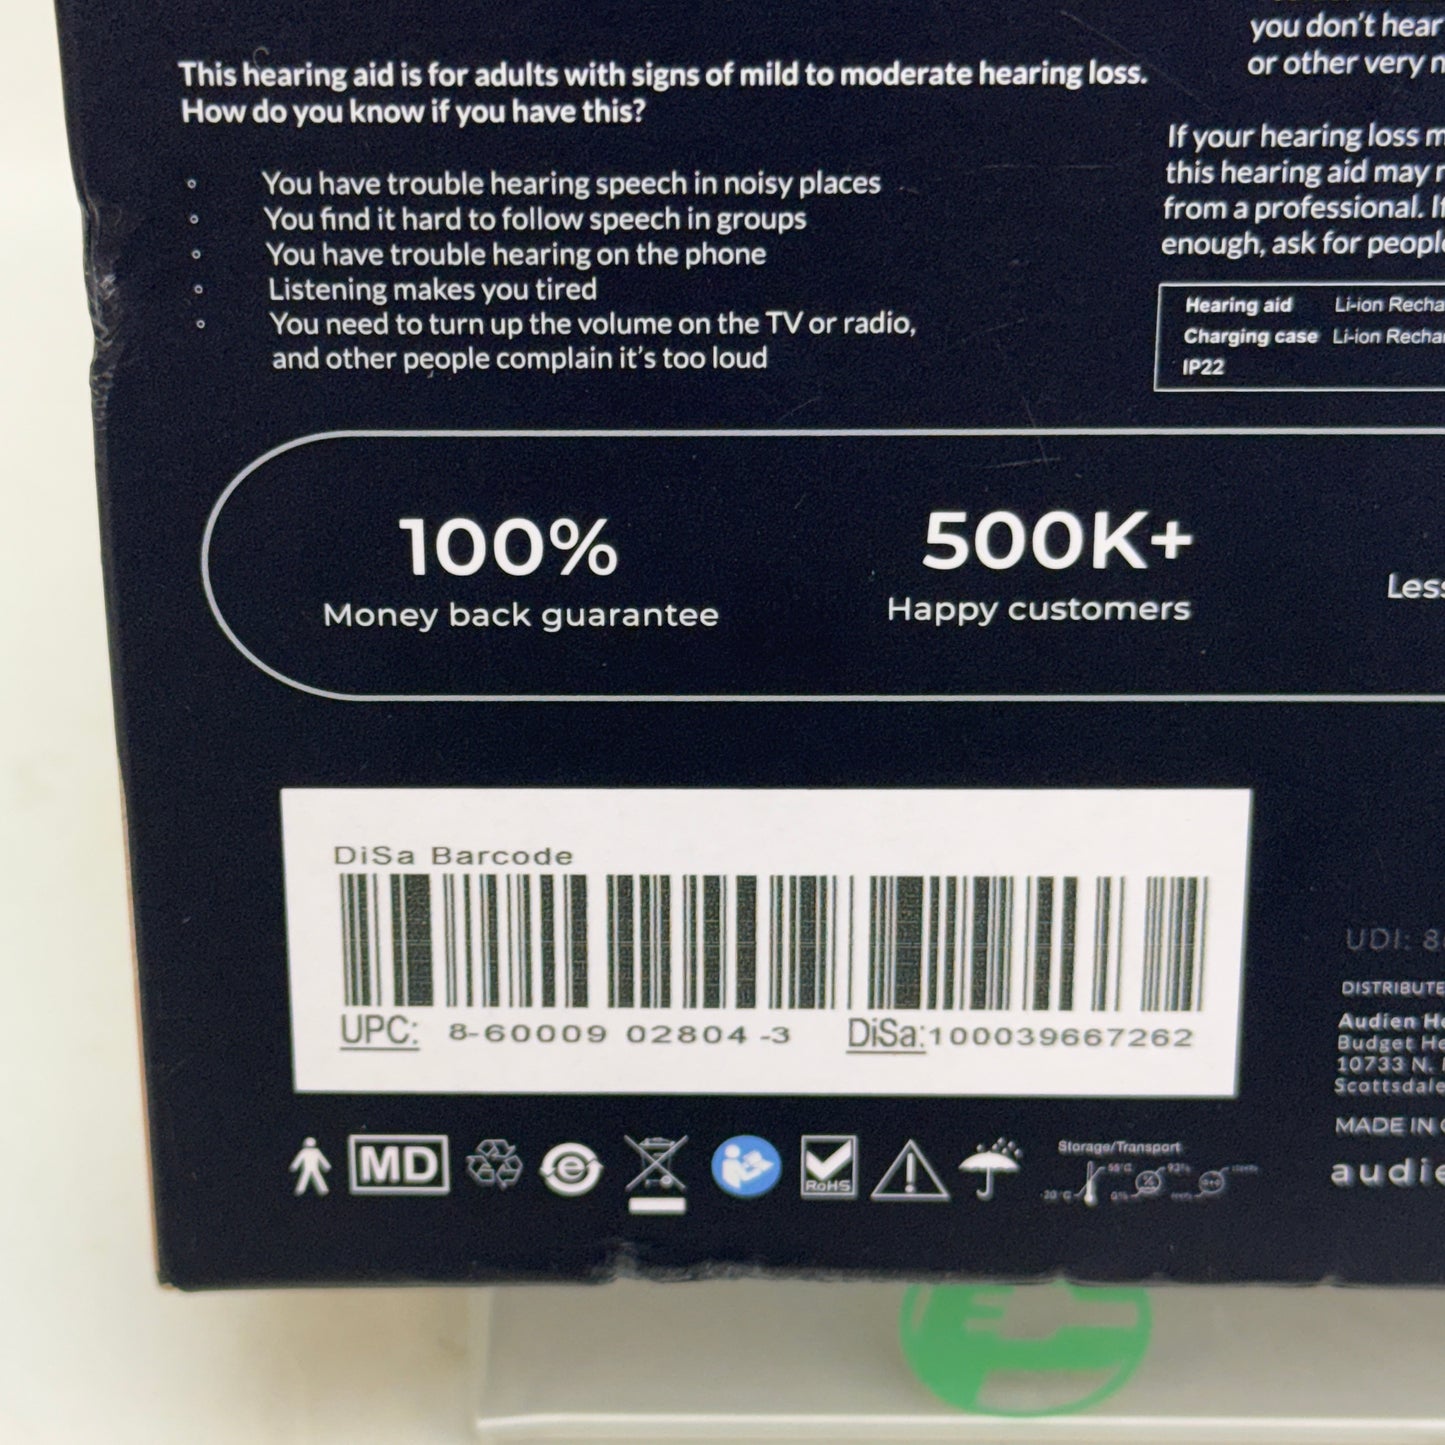 This hearing aid is for adults with signs of mild to moderate hearing loss.
How do you know if you have this?
You have trouble hearing speech in noisy places
You find it hard to follow speech in groups
You have trouble hearing on the phone
Listening makes you tired
You need to turn up the volume on the TV or radio,
and other people complain it's too loud
you don't hear
or other very
If your hearing loss
this hearing aid may
from a professional.
enough, ask for
Hearing aid Li-ion
Charging case Li-ion
IP22
100%
Money back guarantee
500K+
Happy customers
DiSa Barcode
UPC: 8-60009 02804 -3 DiSa:100039667262
MD
RoHS
Storage/Transport
UDI:
Audien
Budget
10733 N.
Scottsdale
MADE IN